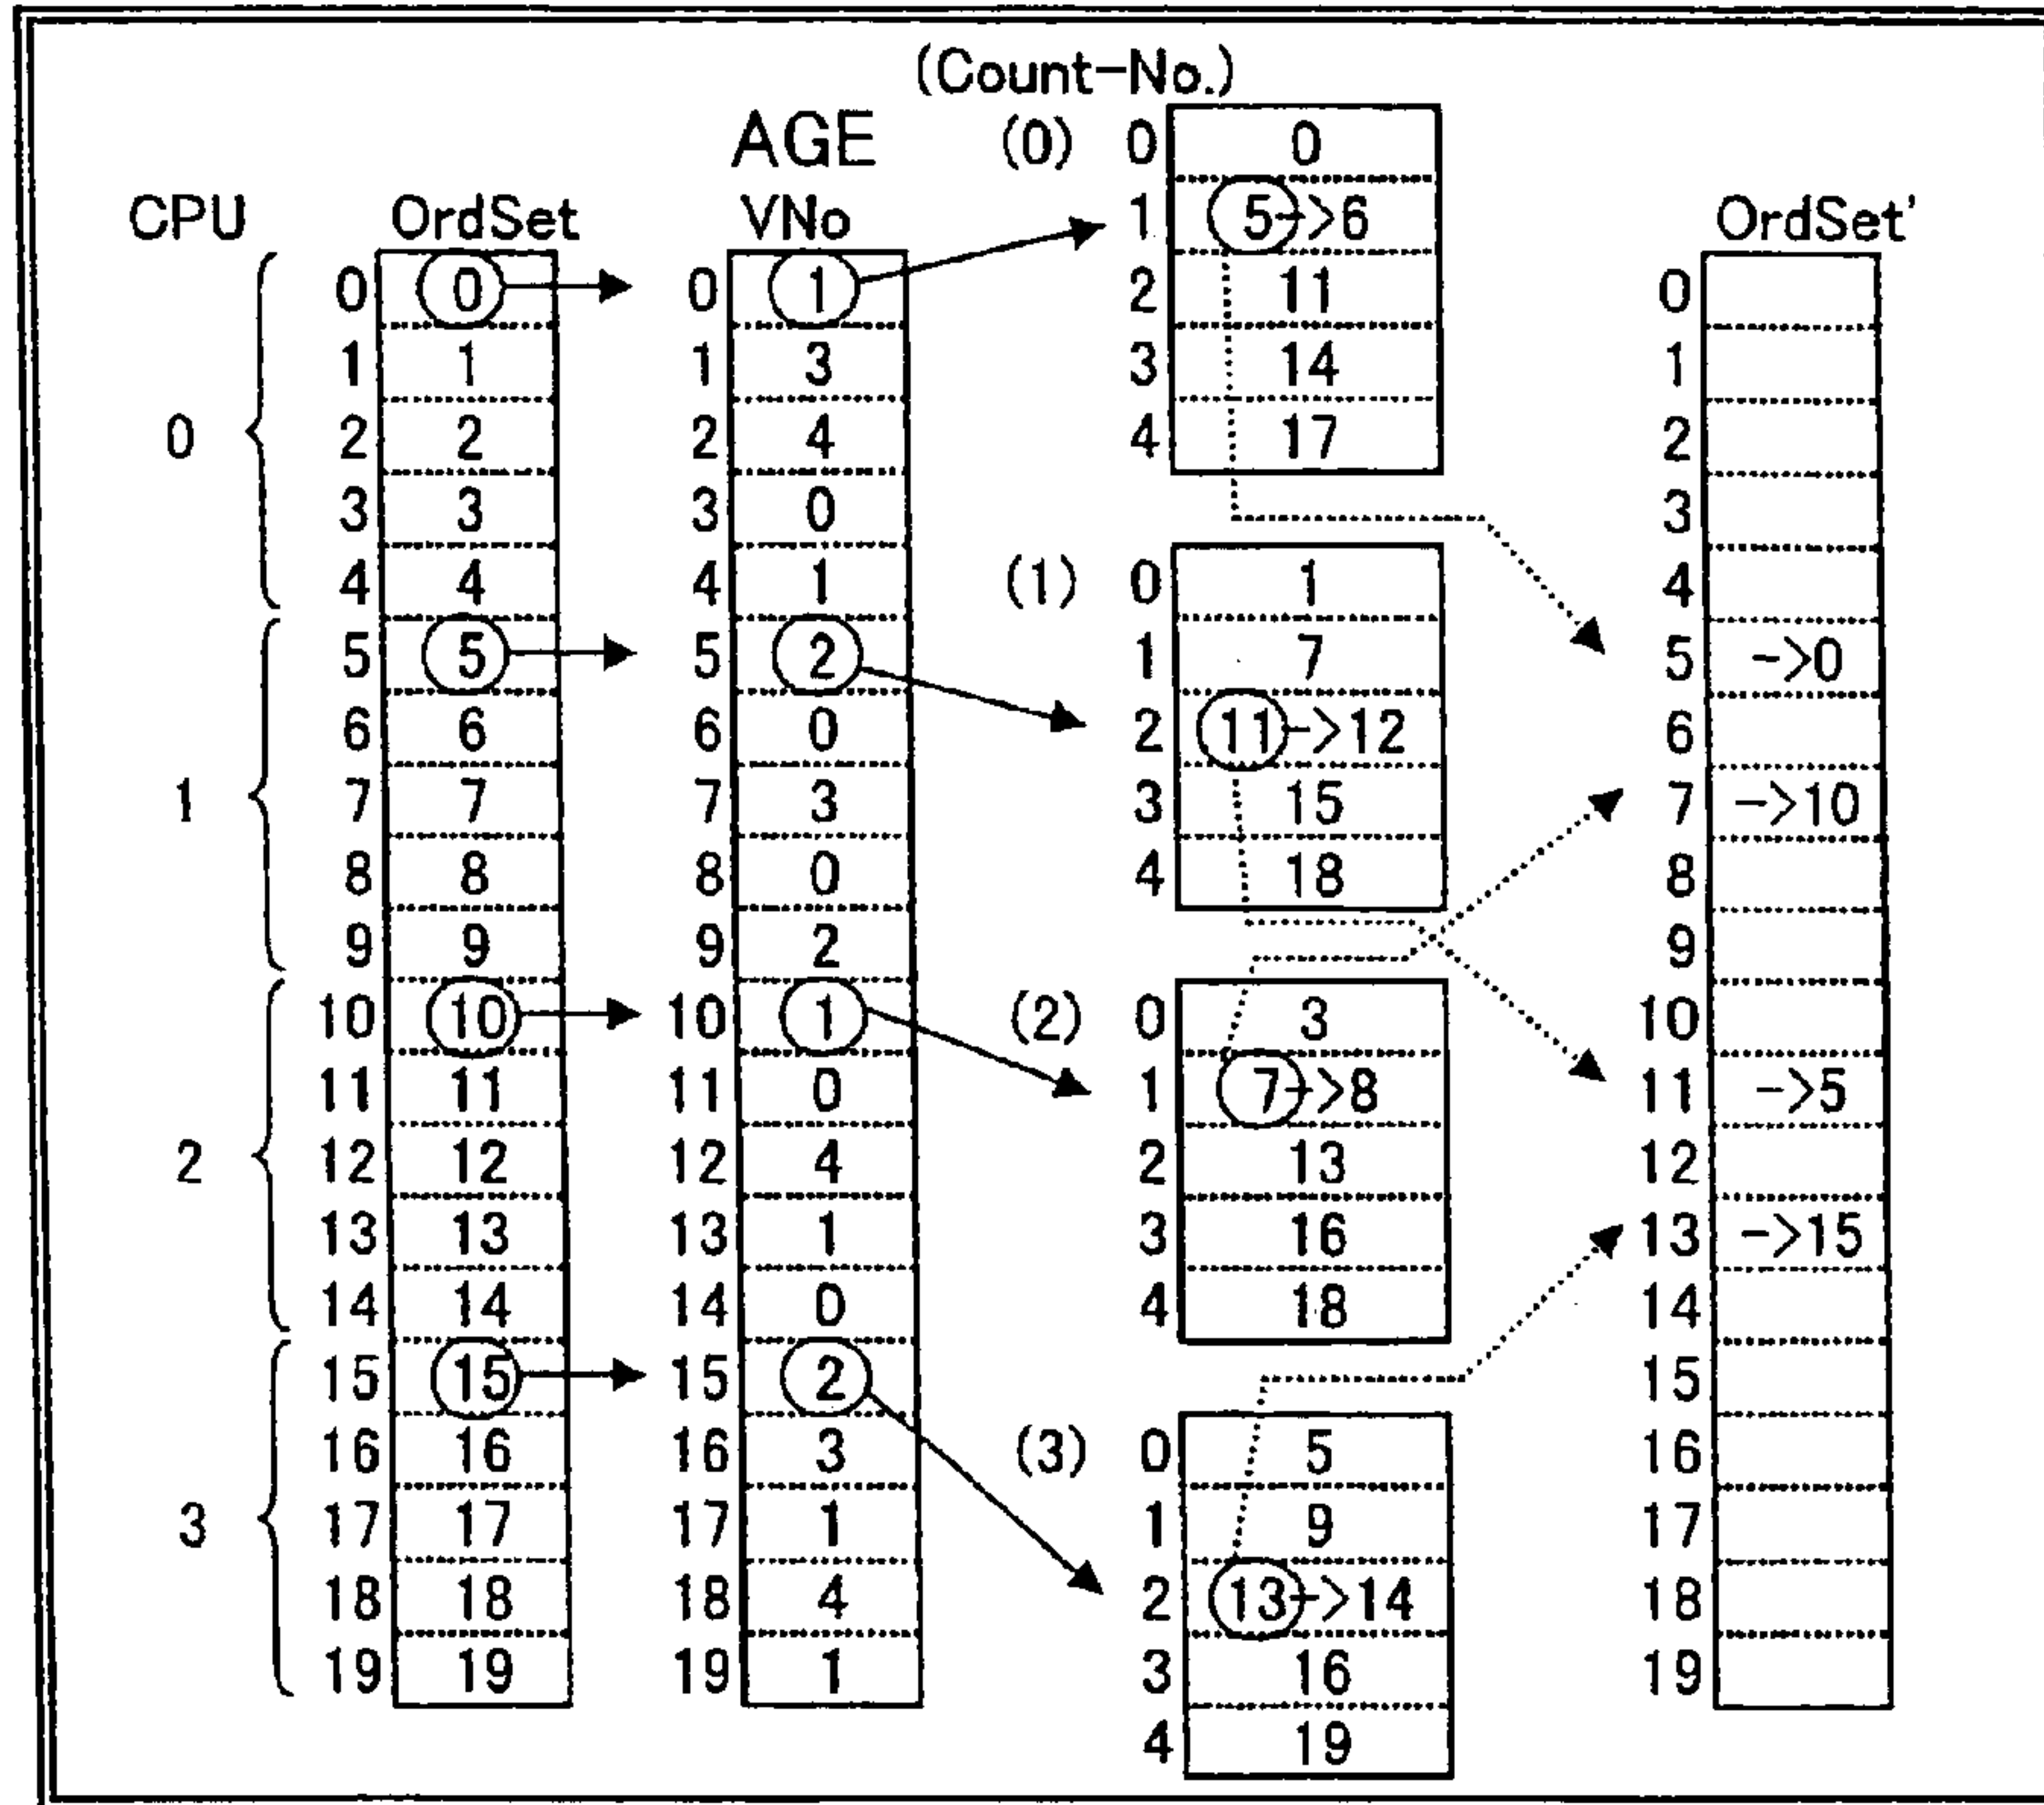 (Count-No.)
AGE (0) 0 0
CPU OrdSet VNo 1 5->6 OrdSet'
0 0 0 1 2 11 0
1 1 1 3 3 14 1
0 2 2 2 4 4 17 2
3 3 3 0 3
4 4 4 1 (1) 0 1 4
5 5 5 2 1 7 5 ->0
6 6 6 0 2 11->12 6
1 7 7 7 3 3 15 7 ->10
8 8 8 0 4 18 8
9 9 9 2 9
10 10 10 1 (2) 0 3 10
11 11 11 0 1 7->8 11 ->5
2 12 12 12 4 2 13 12
13 13 13 1 3 16 13 ->15
14 14 14 0 4 18 14
15 15 15 2 15
16 16 16 3 (3) 0 5 16
3 17 17 17 1 1 9 17
18 18 18 4 2 13->14 18
19 19 19 1 3 16 19
4 19